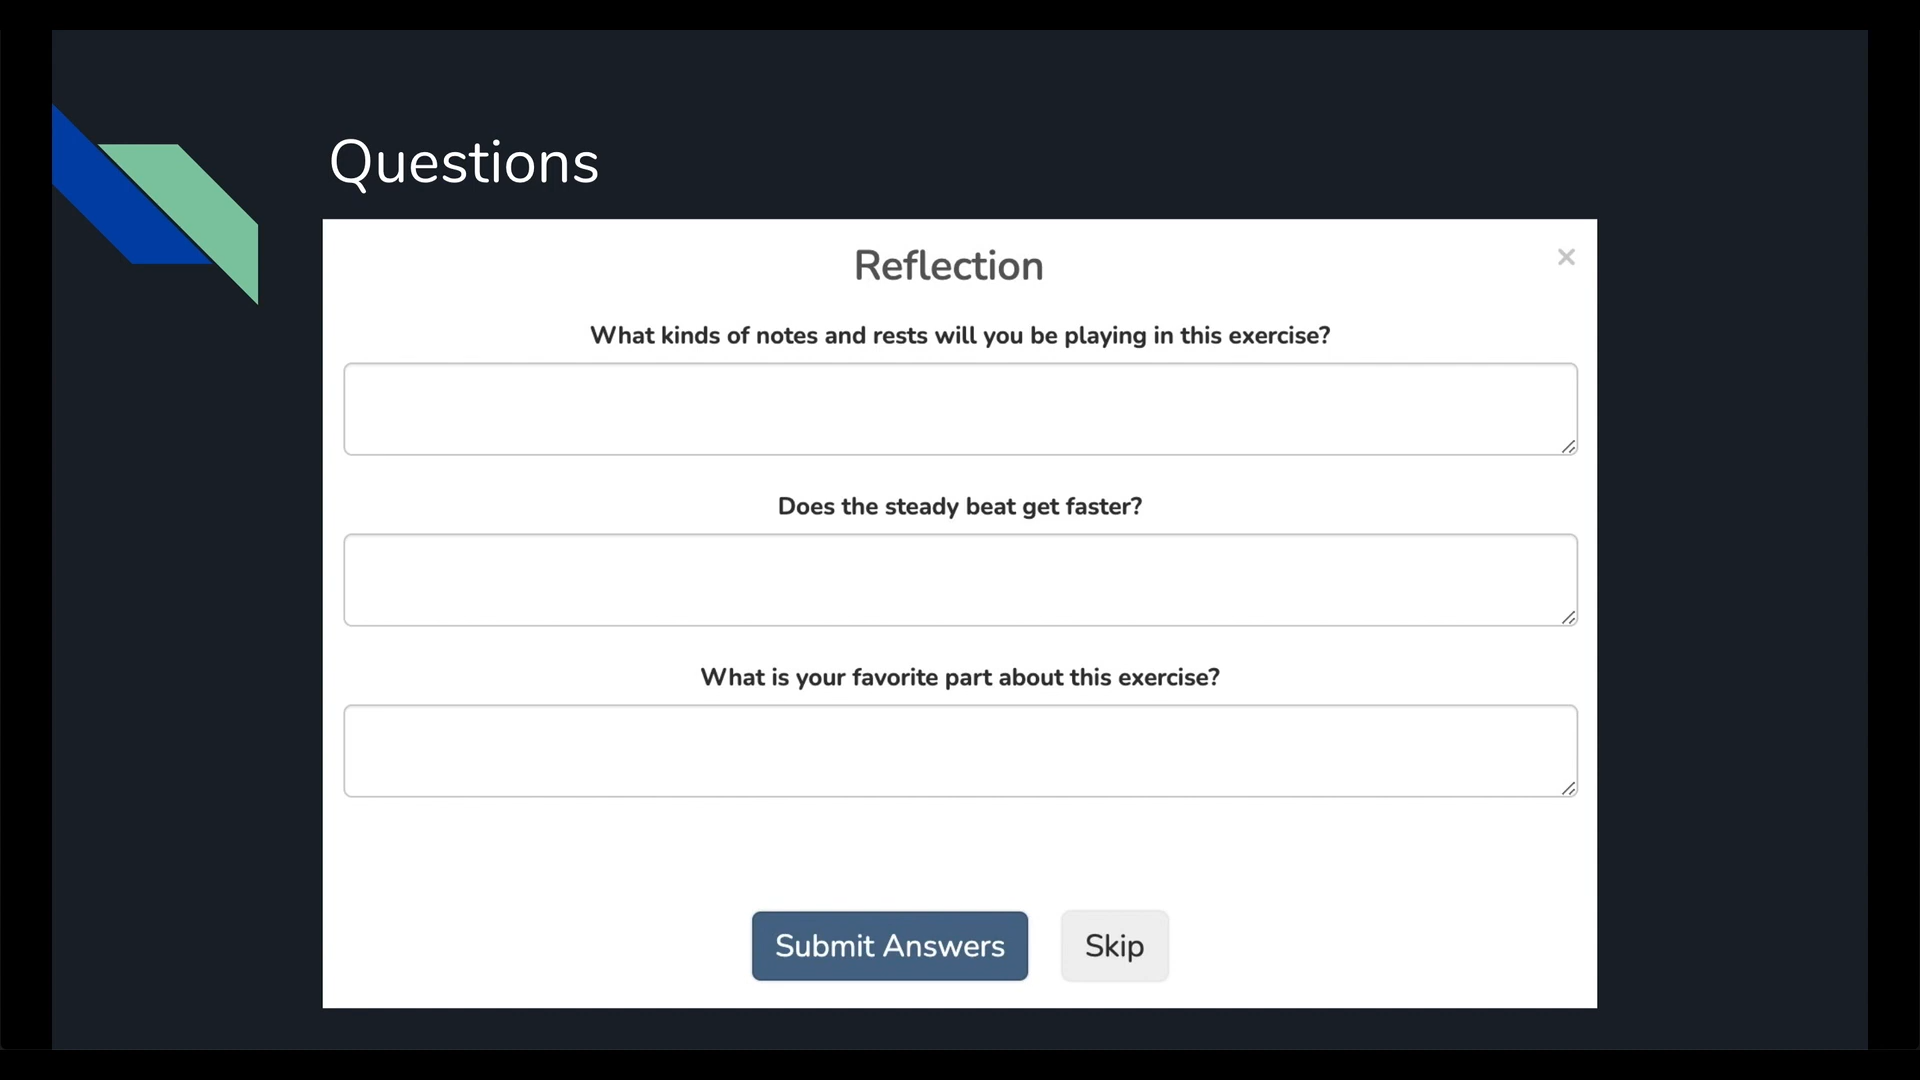 Questions
Reflection
×
What kinds of notes and rests will you be playing in this exercise?
Does the steady beat get faster?
What is your favorite part about this exercise?
Submit Answers
Skip